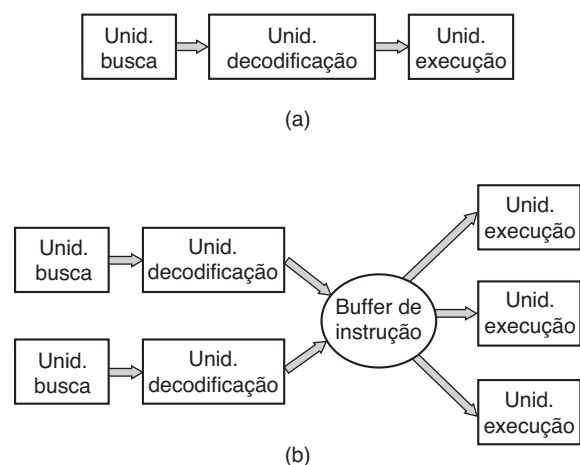 Unid.
busca
Unid.
decodificação
Unid.
execução
(a)
Unid.
busca
Unid.
decodificação
Unid.
busca
Unid.
decodificação
Buffer de
instrução
Unid.
execução
Unid.
execução
Unid.
execução
(b)